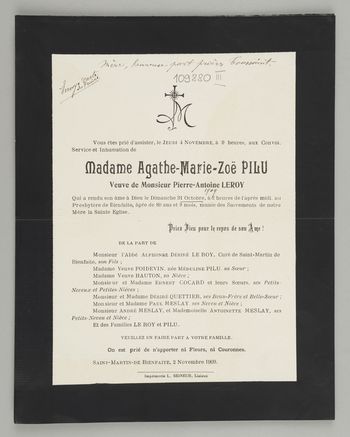 Mère, heureuse part prières Toussaint.
109280 III
M
Vous êtes prié d'assister, le JEUDI 4 NOVEMBRE, à 9 heures, aux Convoi,
Service et Inhumation de
Madame Agathe-Marie-Zoë PILU
Veuve de Monsieur Pierre-Antoine LEROY
1909
Qui a rendu son âme à Dieu le Dimanche 31 Octobre, à heures de l'après midi, au
Presbytère de Bienfaite, âgée de 80 ans et 9 mois, munie des Sacrements de notre
Mère la Sainte Eglise.
Priez Dieu pour le repos de son Ame !
DE LA PART DE
Monsieur l'Abbé ALPHONSE DÉSIRÉ LE ROY, Curé de Saint-Martin de
Bienfaite, son Fils ;
Madame Veuve POIDEVIN, née MÉDECINE PILU, sa Sœur ;
Madame Veuve HAUTON, sa Nièce ;
Monsieur et Madame ERNEST COCARD et leurs Sœurs, ses Petits-
Neveux et Petites Nièces ;
Monsieur et Madame DÉSIRÉ QUETTIER, ses Beau-Frère et Belle-Sœur ;
Monsieur et Madame PAUL MESLAY, ses Neveu et Nièce ;
Monsieur ANDRÉ MESLAY, et Mademoiselle ANTOINETTE MESLAY, ses
Petits-Neveu et Nièce ;
Et des Familles LE ROY et PILU.
VEUILLEZ EN FAIRE PART A VOTRE FAMILLE.
On est prié de n'apporter ni Fleurs, ni Couronnes.
SAINT-MARTIN-DE-BIENFAITE, 2 Novembre 1909.
Imprimerie L. SEINEUR, Lisieux